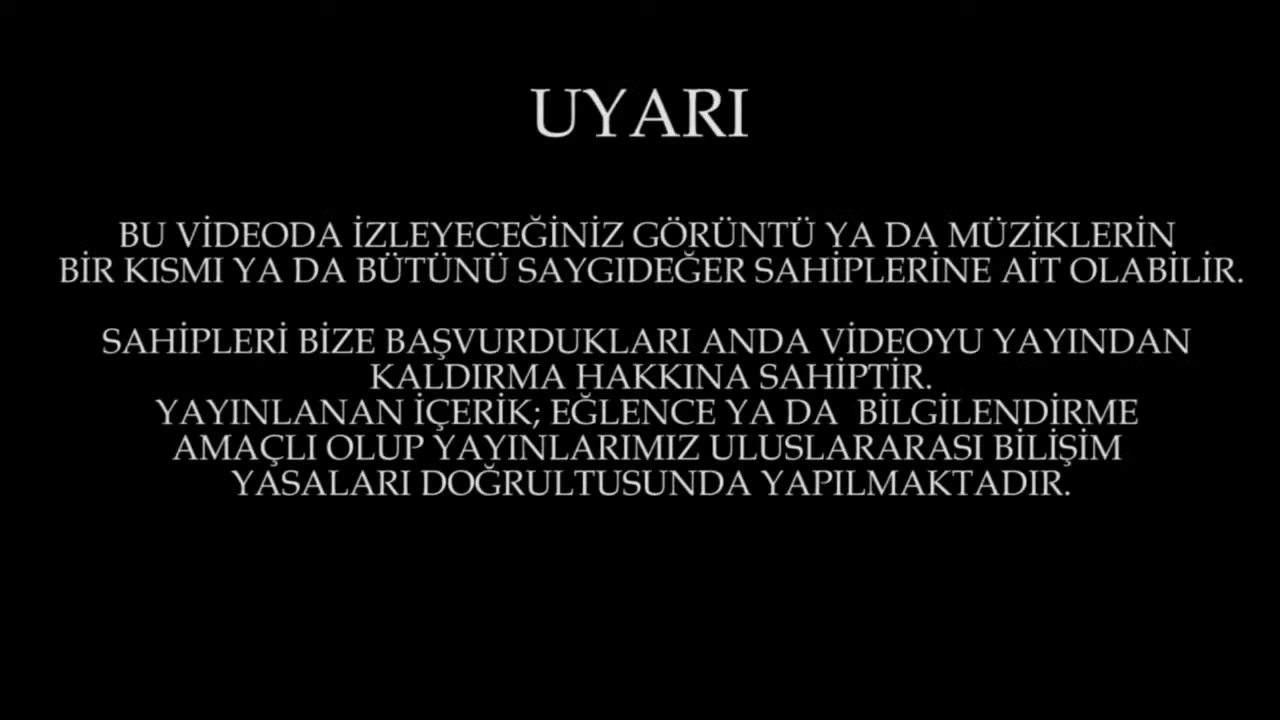 UYARI
BU VİDEODA İZLEYECEĞİNİZ GÖRÜNTÜ YA DA MÜZİKLERİN
BİR KISMI YA DA BÜTÜNÜ SAYGIDEĞER SAHİPLERİNE AİT OLABİLİR.
SAHİPLERİ BİZE BAŞVURDUKLARI ANDA VİDEOYU YAYINDAN
KALDIRMA HAKKINA SAHİPTİR.
YAYINLANAN İÇERİK; EĞLENCE YA DA  BİLGİLENDİRME
AMAÇLI OLUP YAYINLARIMIZ ULUSLARARASI BİLİŞİM
YASALARI DOĞRULTUSUNDA YAPILMAKTADIR.